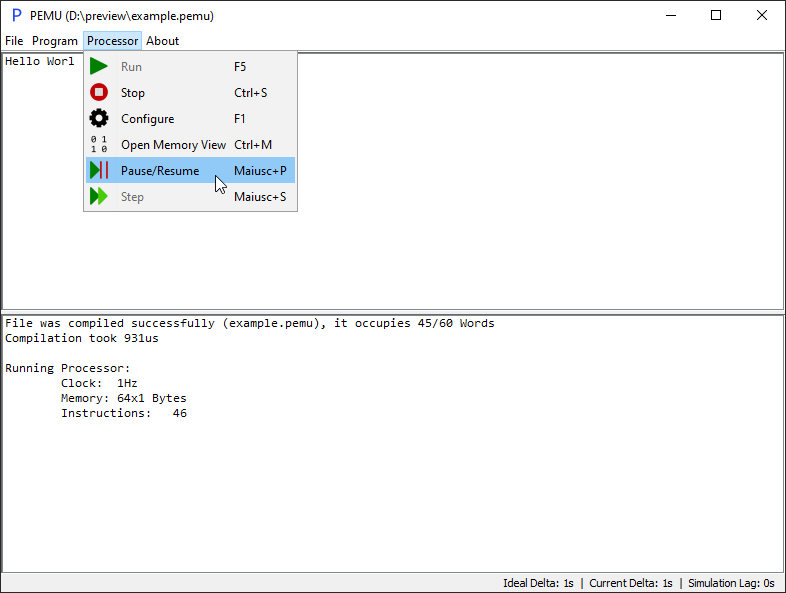 P PEMU (D:\preview\example.pemu)
File Program Processor About
Hello Worl
Run F5
Stop Ctrl+S
Configure F1
0 1
1 0
Open Memory View Ctrl+M
Pause/Resume Maiusc+P
Step Maiusc+S
File was compiled successfully (example.pemu), it occupies 45/60 Words
Compilation took 931us
Running Processor:
Clock: 1Hz
Memory: 64x1 Bytes
Instructions: 46
Ideal Delta: 1s | Current Delta: 1s | Simulation Lag: 0s